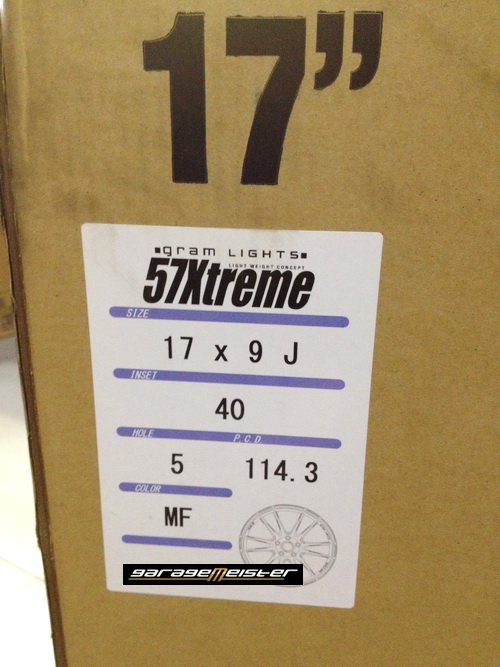 17”
gram LIGHTS
LIGHT WEIGHT CONCEPT
57Xtreme
SIZE
17 x 9 J
INSET
40
HOLE P.C.D.
5 114.3
COLOR
MF
garageMeister